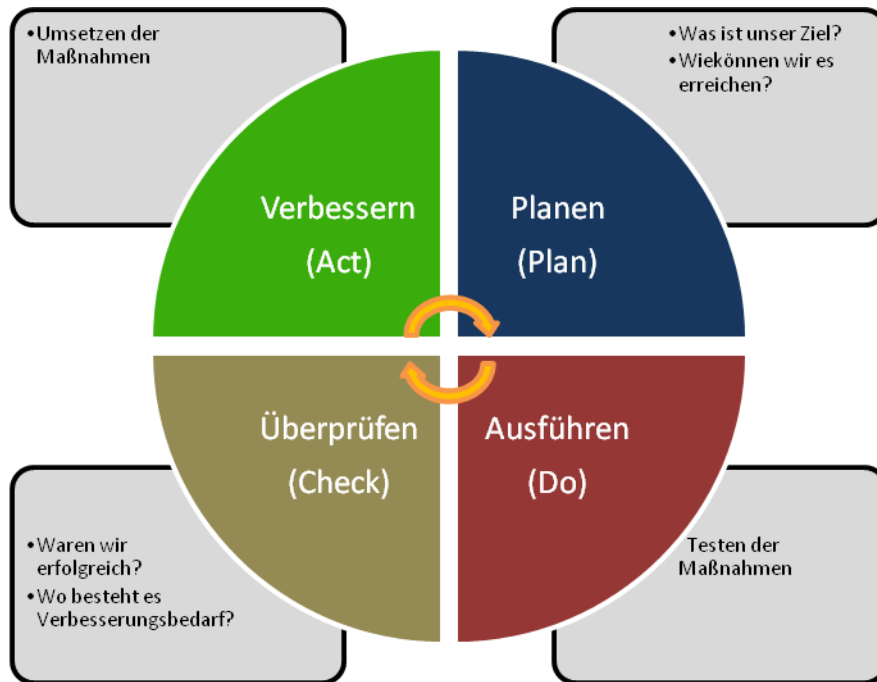 •Umsetzen der
Maßnahmen
•Was ist unser Ziel?
•Wiekönnen wir es
erreichen?
Verbessern
(Act)
Planen
(Plan)
Überprüfen
(Check)
Ausführen
(Do)
•Waren wir
erfolgreich?
•Wo besteht es
Verbesserungsbedarf?
Testen der
Maßnahmen